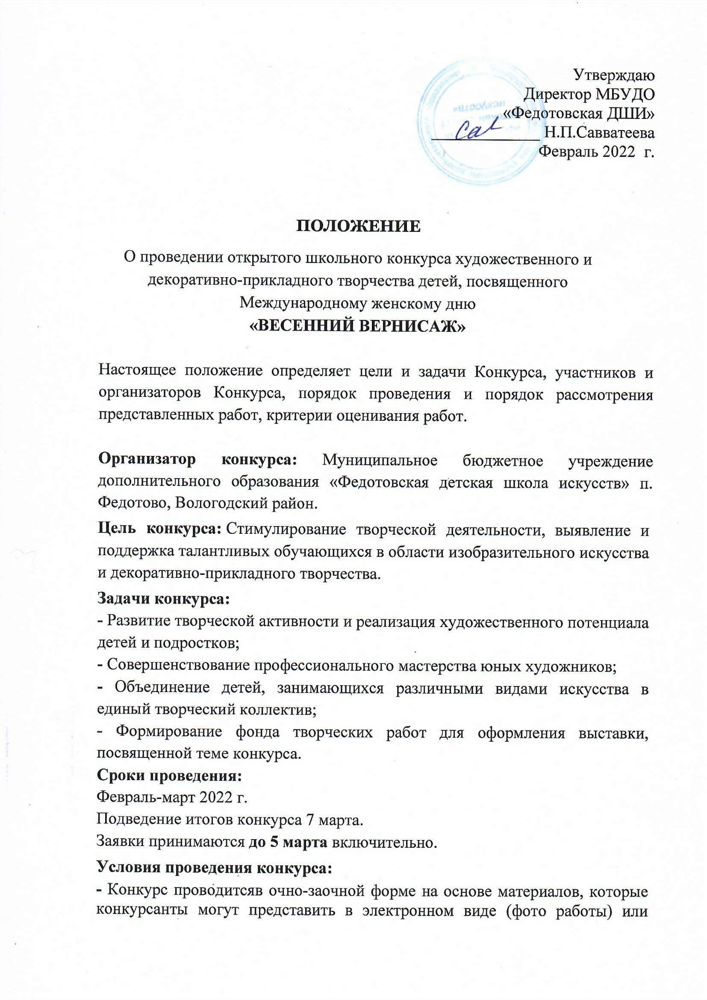 Утверждаю
Директор МБУДО
«Федотовская ДШИ»
Н.П.Савватеева
Февраль 2022 г.
ПОЛОЖЕНИЕ
О проведении открытого школьного конкурса художественного и
декоративно-прикладного творчества детей, посвященного
Международному женскому дню
«ВЕСЕННИЙ ВЕРНИСАЖ»
Настоящее положение определяет цели и задачи Конкурса, участников и
организаторов Конкурса, порядок проведения и порядок рассмотрения
представленных работ, критерии оценивания работ.
Организатор конкурса: Муниципальное бюджетное учреждение
дополнительного образования «Федотовская детская школа искусств» п.
Федотово, Вологодский район.
Цель конкурса: Стимулирование творческой деятельности, выявление и
поддержка талантливых обучающихся в области изобразительного искусства
и декоративно-прикладного творчества.
Задачи конкурса:
- Развитие творческой активности и реализация художественного потенциала
детей и подростков;
- Совершенствование профессионального мастерства юных художников;
- Объединение детей, занимающихся различными видами искусства в
единый творческий коллектив;
- Формирование фонда творческих работ для оформления выставки,
посвященной теме конкурса.
Сроки проведения:
Февраль-март 2022 г.
Подведение итогов конкурса 7 марта.
Заявки принимаются до 5 марта включительно.
Условия проведения конкурса:
- Конкурс проводитсяв очно-заочной форме на основе материалов, которые
конкурсанты могут представить в электронном виде (фото работы) или